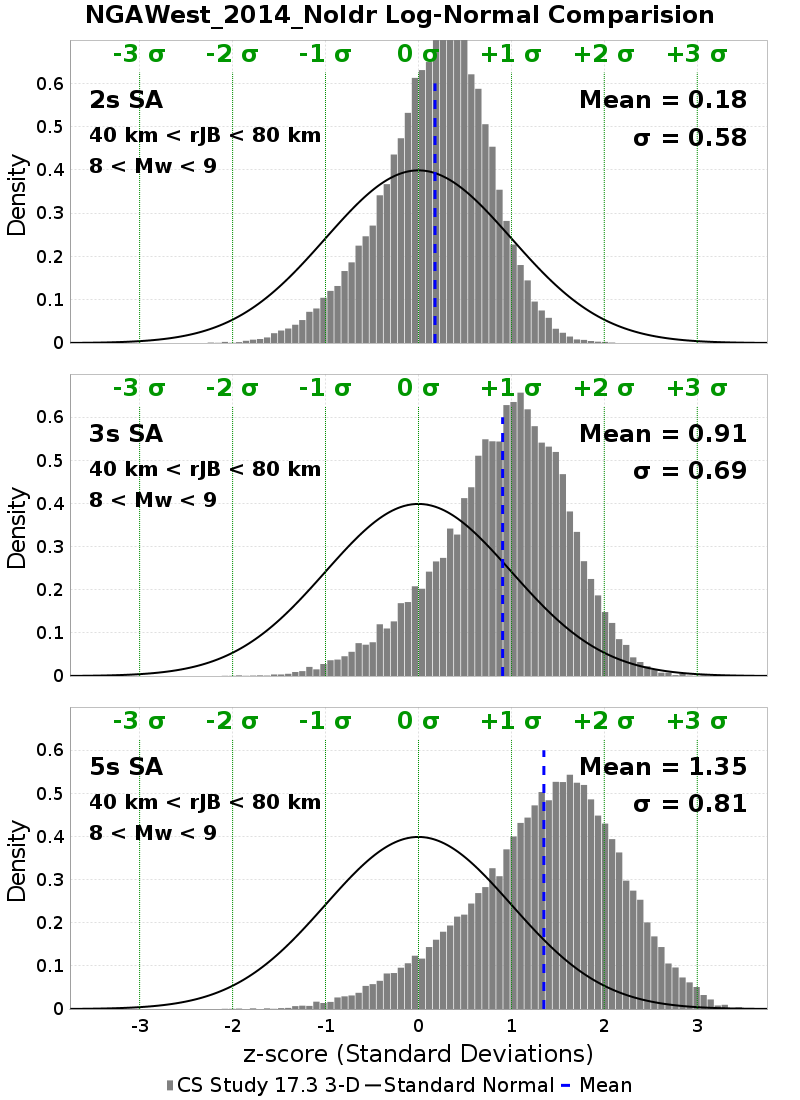 NGAWest_2014_NoIdr Log-Normal Comparision
-3 σ -2 σ -1 σ 0 σ +1 σ +2 σ +3 σ
2s SA
Mean = 0.18
40 km < rJB < 80 km
σ = 0.58
8 < Mw < 9
Density
0.6
0.5
0.4
0.3
0.2
0.1
0
-3 σ -2 σ -1 σ 0 σ +1 σ +2 σ +3 σ
3s SA
Mean = 0.91
40 km < rJB < 80 km
σ = 0.69
8 < Mw < 9
Density
0.6
0.5
0.4
0.3
0.2
0.1
0
-3 σ -2 σ -1 σ 0 σ +1 σ +2 σ +3 σ
5s SA
Mean = 1.35
40 km < rJB < 80 km
σ = 0.81
8 < Mw < 9
Density
0.6
0.5
0.4
0.3
0.2
0.1
0
-3 -2 -1 0 1 2 3
z-score (Standard Deviations)
CS Study 17.3 3-D Standard Normal Mean